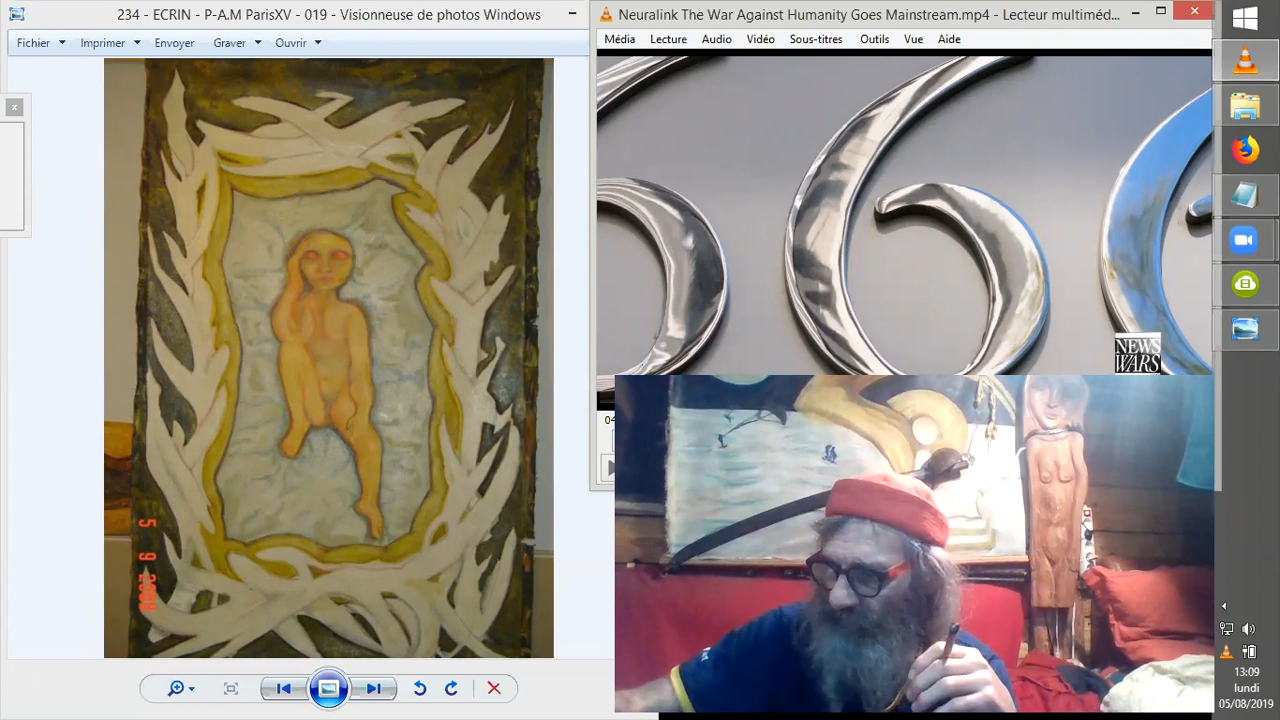 234 - ECRIN - P-A.M ParisXV - 019 - Visionneuse de photos Windows
Fichier Imprimer Envoyer Graver Ouvrir
5 9 2008
Neuralink The War Against Humanity Goes Mainstream.mp4 - Lecteur multiméd...
Média Lecture Audio Vidéo Sous-titres Outils Vue Aide
666
NEWS
WARS
04
13:09
lundi
05/08/2019